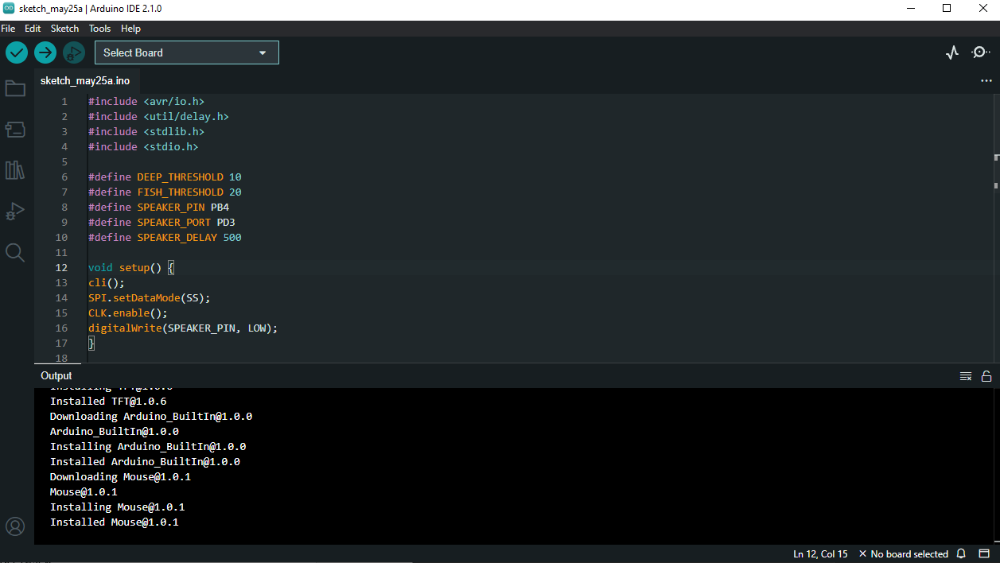 sketch_may25a | Arduino IDE 2.1.0
File Edit Sketch Tools Help
Select Board
sketch_may25a.ino
1 #include <avr/io.h>
2 #include <util/delay.h>
3 #include <stdlib.h>
4 #include <stdio.h>
5
6 #define DEEP_THRESHOLD 10
7 #define FISH_THRESHOLD 20
8 #define SPEAKER_PIN PB4
9 #define SPEAKER_PORT PD3
10 #define SPEAKER_DELAY 500
11
12 void setup() {
13 cli();
14 SPI.setDataMode(SS);
15 CLK.enable();
16 digitalWrite(SPEAKER_PIN, LOW);
17 }
18
Output
Installing TFT@1.0.6
Installed TFT@1.0.6
Downloading Arduino_BuiltIn@1.0.0
Arduino_BuiltIn@1.0.0
Installing Arduino_BuiltIn@1.0.0
Installed Arduino_BuiltIn@1.0.0
Downloading Mouse@1.0.1
Mouse@1.0.1
Installing Mouse@1.0.1
Installed Mouse@1.0.1
Ln 12, Col 15 × No board selected